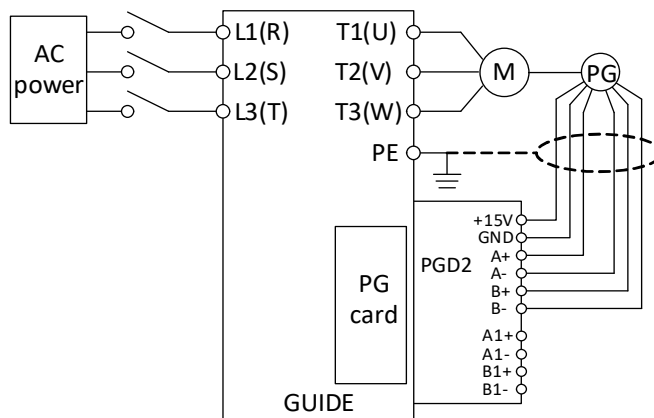 AC
power
L1(R)
L2(S)
L3(T)
T1(U)
T2(V)
T3(W)
PE
M
PG
PG
card
PGD2
+15V
GND
A+
A-
B+
B-
A1+
A1-
B1+
B1-
GUIDE